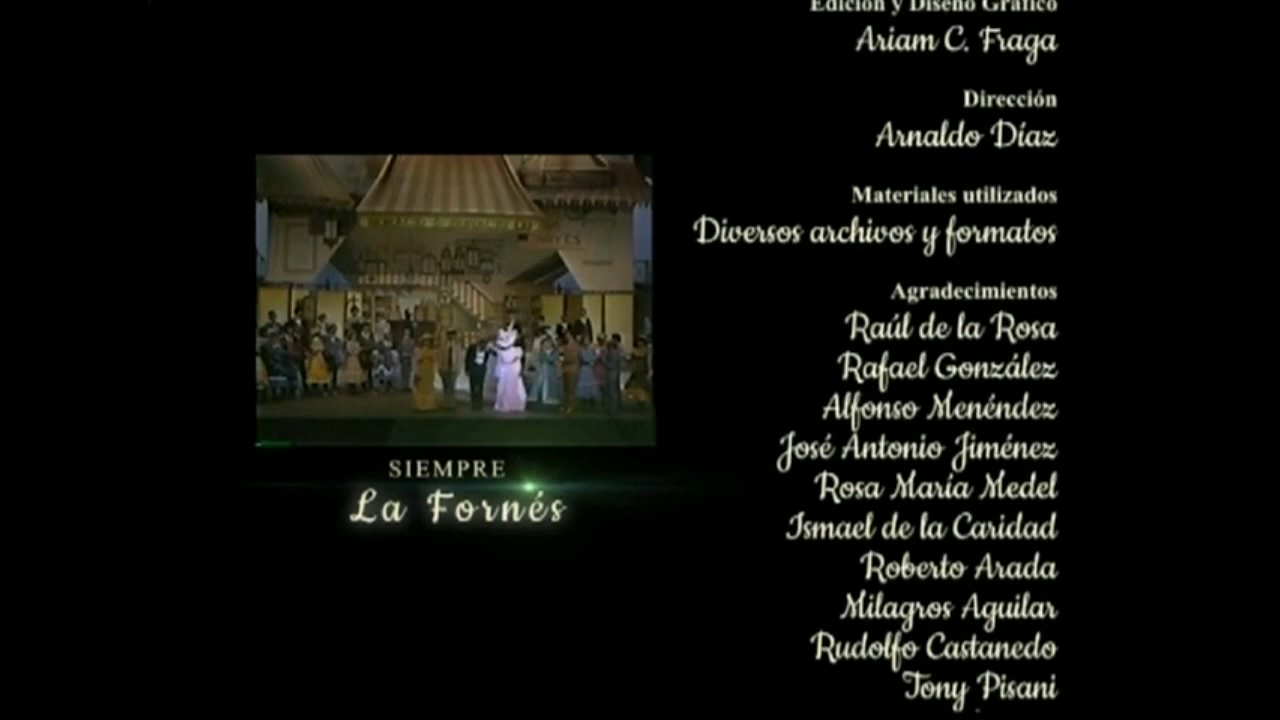 Edición y Diseño Gráfico
Ariam C. Fraga
Dirección
Arnaldo Díaz
Materiales utilizados
Diversos archivos y formatos
Agradecimientos
Raúl de la Rosa
Rafael González
Alfonso Menéndez
José Antonio Jiménez
Rosa María Medel
Ismael de la Caridad
Roberto Arada
Milagros Aguilar
Rudolfo Castanedo
Tony Pisani
SIEMPRE
La Fornés